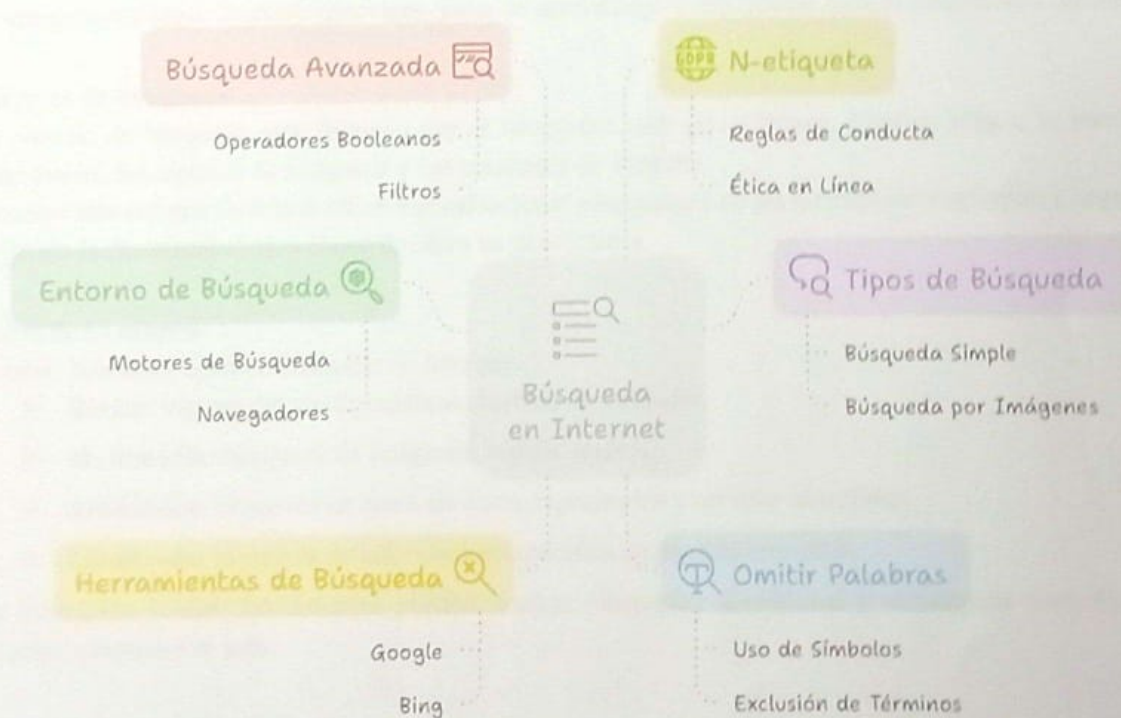 Búsqueda Avanzada
Operadores Booleanos
Filtros
GDPR N-etiqueta
Reglas de Conducta
Ética en Línea
Entorno de Búsqueda
Motores de Búsqueda
Navegadores
Búsqueda
en Internet
Tipos de Búsqueda
Búsqueda Simple
Búsqueda por Imágenes
Herramientas de Búsqueda
Google
Bing
Omitir Palabras
Uso de Símbolos
Exclusión de Términos